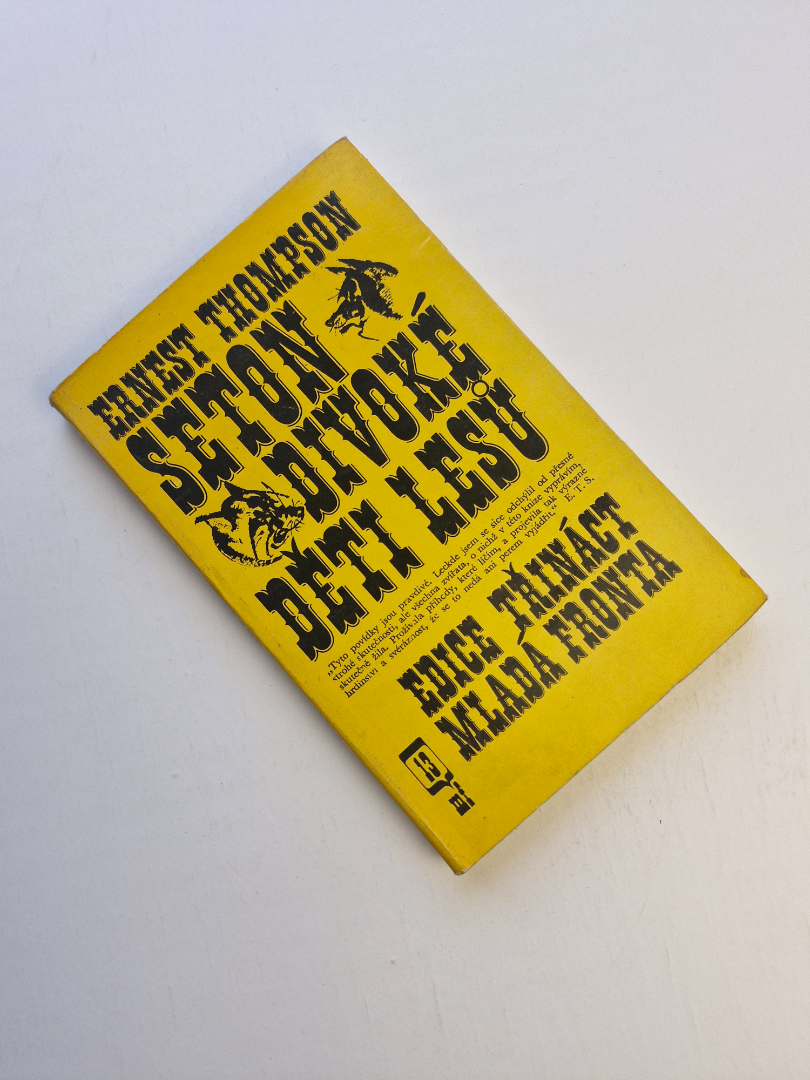 ERNEST THOMPSON
SETON
DIVOKÉ
DĚTI LESŮ
„Tyto povídky jsou pravdivé. Leckde jsem se sice odchýlil od přesné
strohé skutečnosti, ale všechna zvířata, o nichž v této knize vyprávím,
skutečně žila. Prožívala příhody, které líčím, a projevila tak výrazné
hrdinství a svéráznost, že se to nedá ani perem vyjádřit.“ E. T. S.
EDICE TŘINÁCT
MLADÁ FRONTA
13